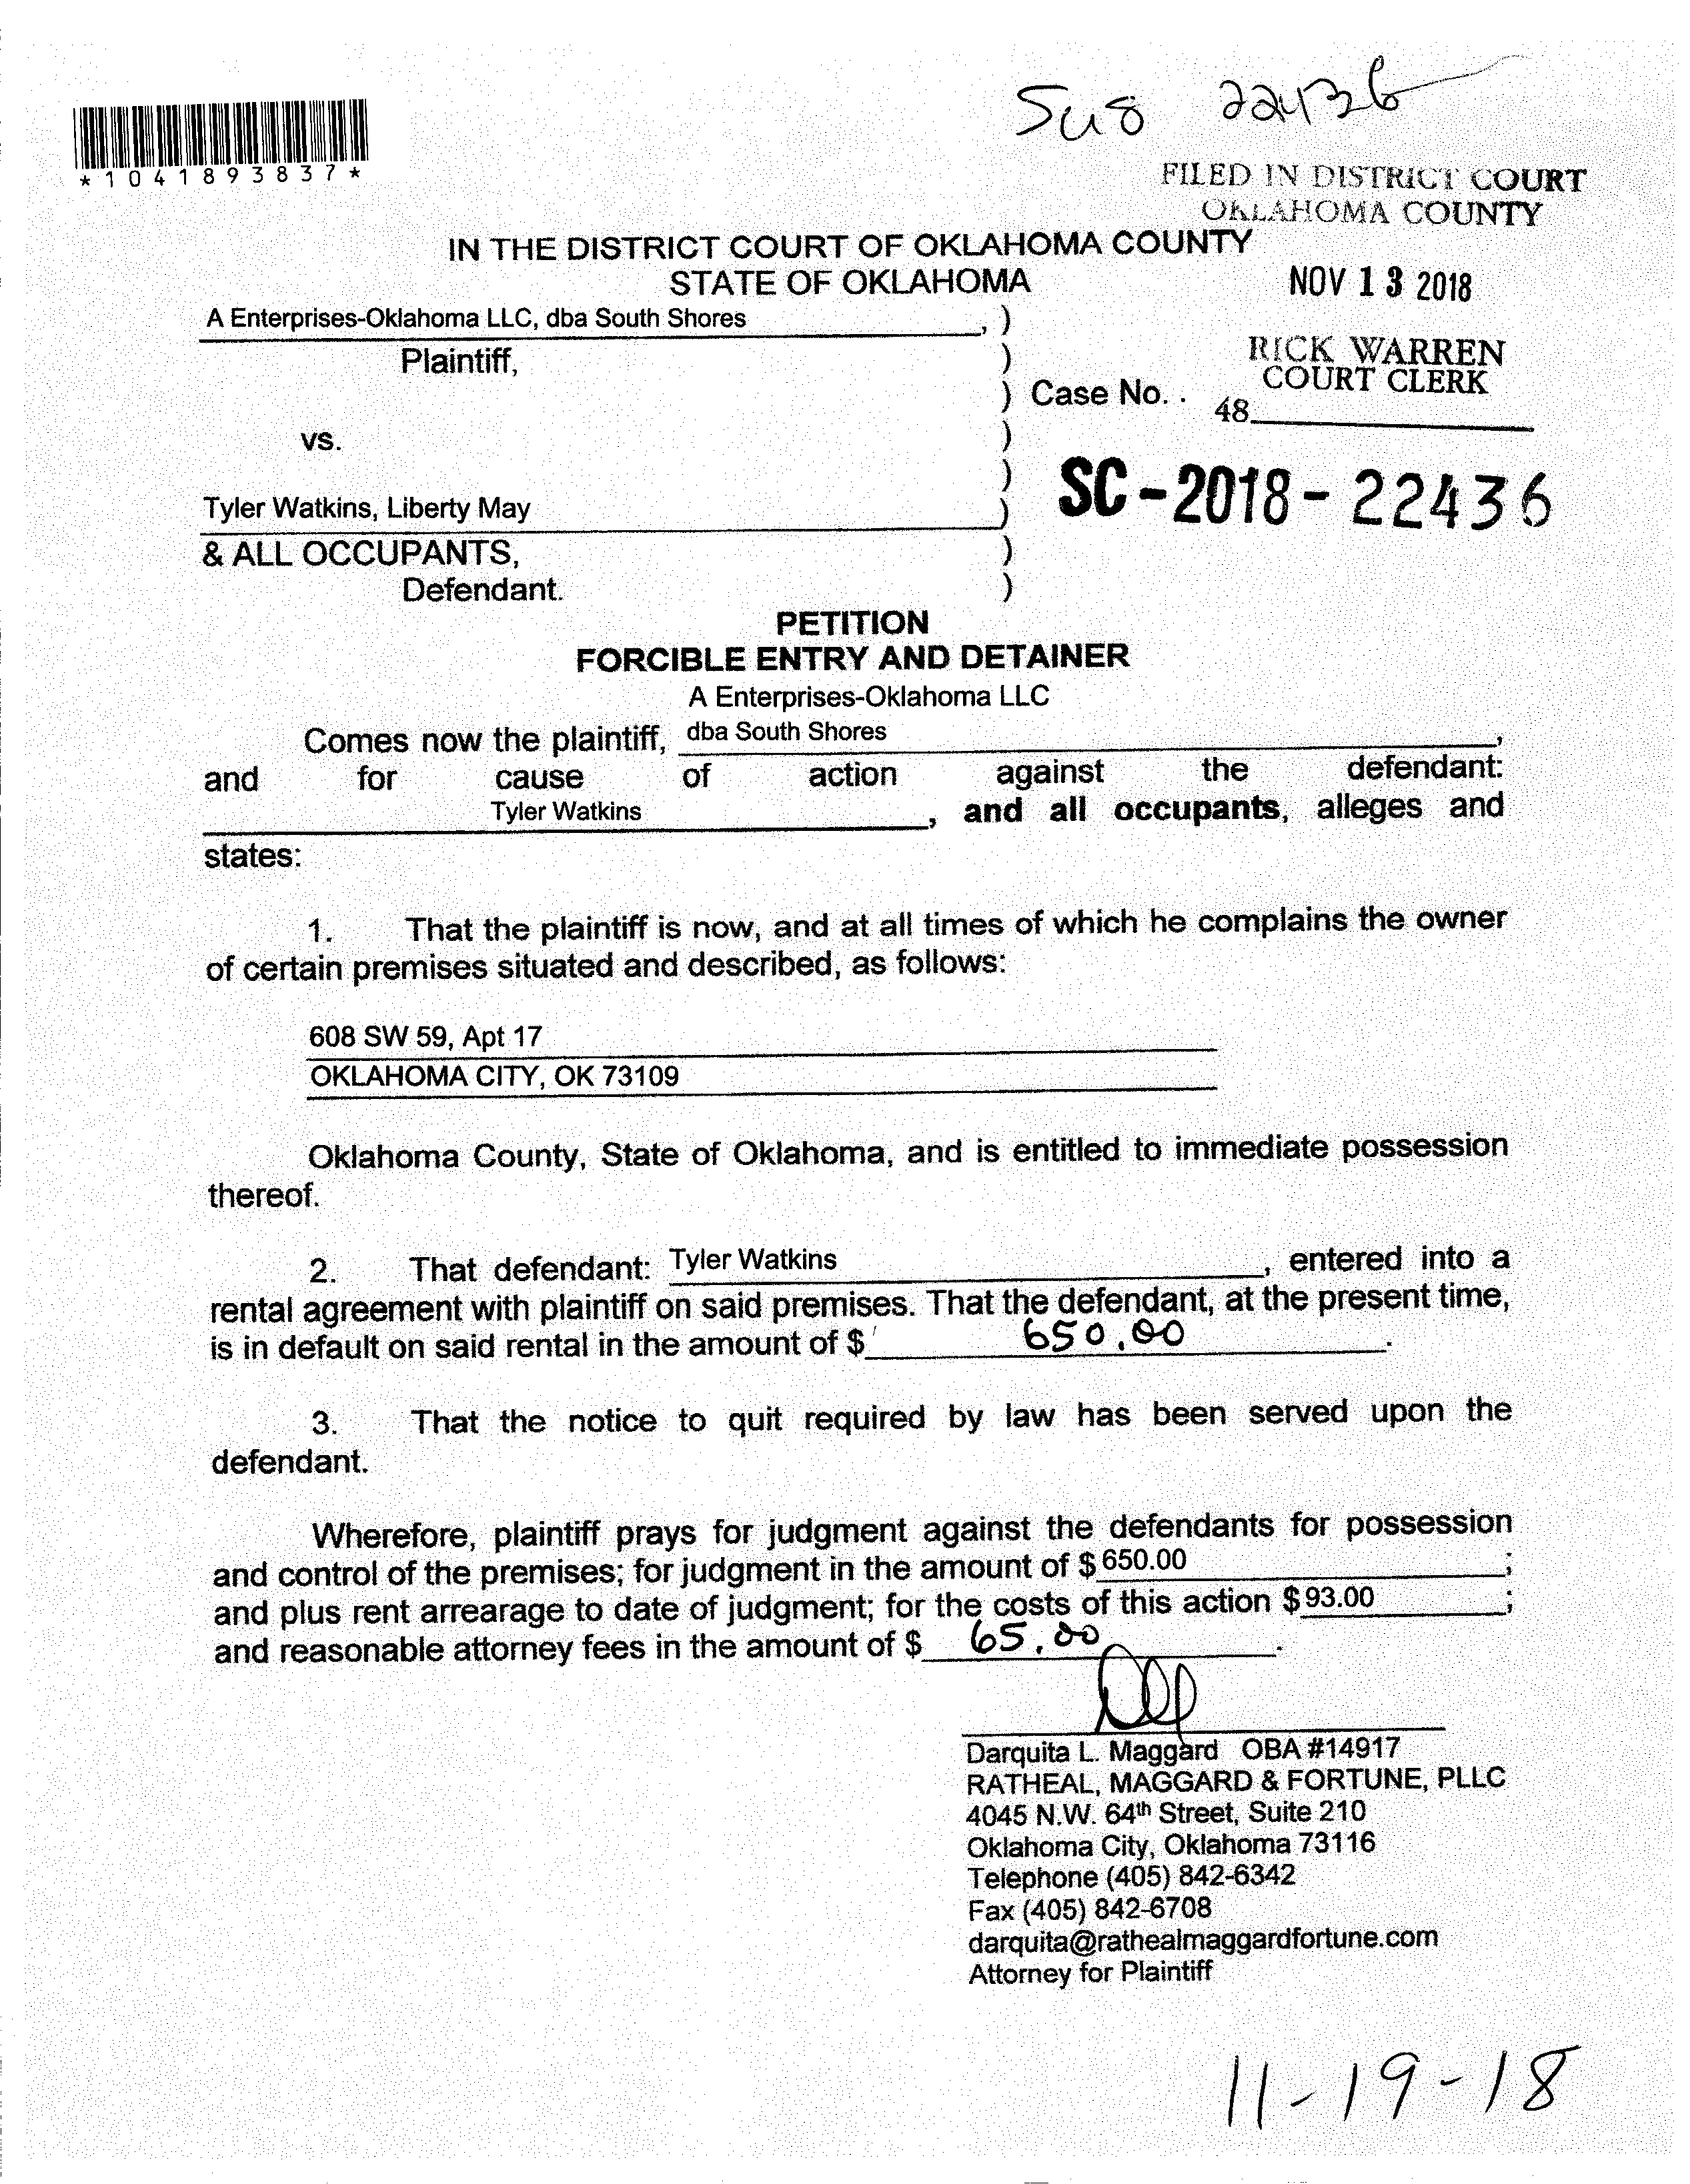 22436
*1041893837*
FILED IN DISTRICT COURT
OKLAHOMA COUNTY
IN THE DISTRICT COURT OF OKLAHOMA COUNTY
STATE OF OKLAHOMA
NOV 13 2018
A Enterprises-Oklahoma LLC, dba South Shores , )
Plaintiff, )
RICK WARREN
COURT CLERK
) Case No. . 48
vs. )
) SC-2018-22436
Tyler Watkins, Liberty May )
& ALL OCCUPANTS, )
Defendant. )
PETITION
FORCIBLE ENTRY AND DETAINER
A Enterprises-Oklahoma LLC
Comes now the plaintiff, dba South Shores ,
and for cause of action against the defendant:
Tyler Watkins , and all occupants, alleges and
states:
1. That the plaintiff is now, and at all times of which he complains the owner
of certain premises situated and described, as follows:
608 SW 59, Apt 17
OKLAHOMA CITY, OK 73109
Oklahoma County, State of Oklahoma, and is entitled to immediate possession
thereof.
2. That defendant: Tyler Watkins , entered into a
rental agreement with plaintiff on said premises. That the defendant, at the present time,
is in default on said rental in the amount of $ 650.00 .
3. That the notice to quit required by law has been served upon the
defendant.
Wherefore, plaintiff prays for judgment against the defendants for possession
and control of the premises; for judgment in the amount of $ 650.00 ;
and plus rent arrearage to date of judgment; for the costs of this action $ 93.00 ;
and reasonable attorney fees in the amount of $ 65.00 .
Darquita L. Maggard OBA #14917
RATHEAL, MAGGARD & FORTUNE, PLLC
4045 N.W. 64th Street, Suite 210
Oklahoma City, Oklahoma 73116
Telephone (405) 842-6342
Fax (405) 842-6708
darquita@rathealmaggardfortune.com
Attorney for Plaintiff
11-19-18